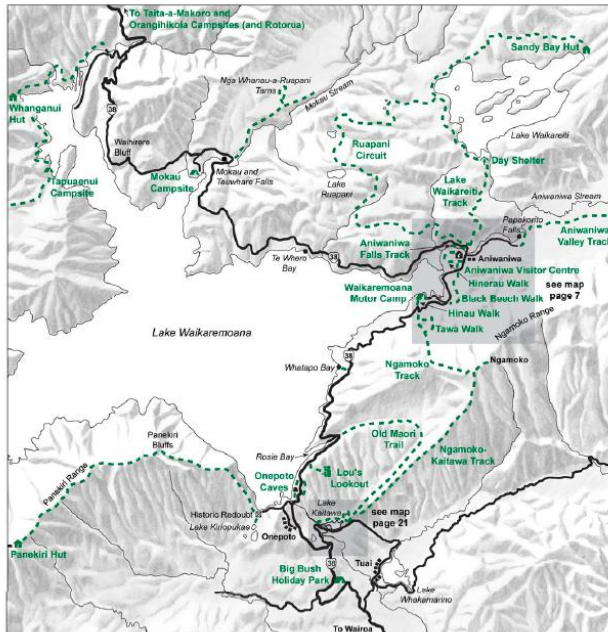 To Taita-a-Makoro and
Orangihikoia Campsites (and Rotorua)
Sandy Bay Hut
38
Nga Whanau-a-Ruapani
Tarns
Mokau Stream
Whanganui
Hut
Waihirere
Bluff
Lake Waikareiti
Ruapani
Circuit
Day Shelter
Mokau
Campsite
Mokau and
Tauwhare Falls
Tapuaenui
Campsite
Lake
Ruapani
Lake
Waikareiti
Track
Aniwaniwa
Stream
Papakorito
Falls
Aniwaniwa
Valley Track
Aniwaniwa
Falls Track
Aniwaniwa
Te Whero
Bay
38
Aniwaniwa Visitor Centre
Hinerau Walk
see map
page 7
Waikaremoana
Motor Camp
Black Beech Walk
Hinau Walk
Tawa Walk
Ngamoko Range
Lake Waikaremoana
38
Ngamoko
Whatapo Bay
Ngamoko
Track
Panekiri
Bluffs
Old Maori
Trail
Rosie Bay
Ngamoko-
Kaitawa Track
Panekiri Range
Onepoto
Caves
Lou's
Lookout
Lake
Kaitawa
see map
page 21
Historic Redoubt
Lake Kiriopukae
Onepoto
Panekiri Hut
38
Tuai
Big Bush
Holiday Park
Lake
Whakamarino
To Wairoa